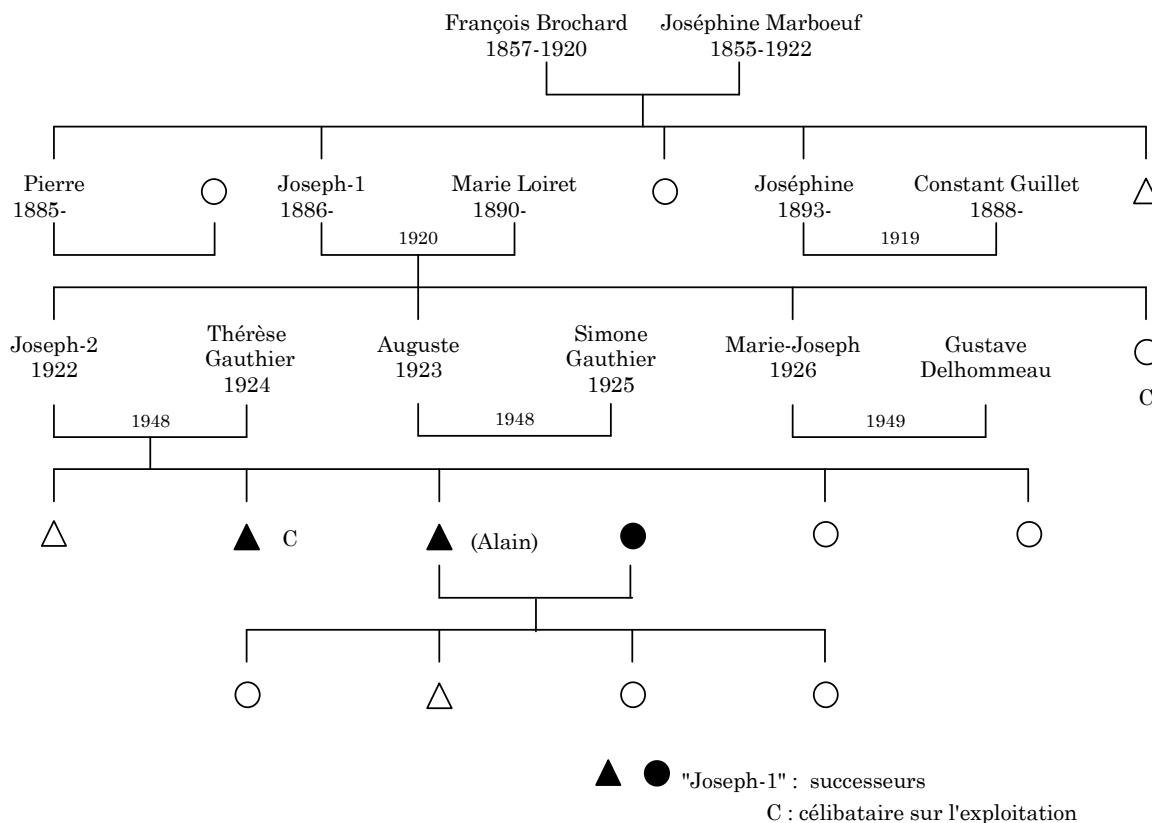 François Brochard Joséphine Marboeuf
1857-1920 1855-1922
Pierre Joseph-1 Marie Loiret Joséphine Constant Guillet
1885- 1886- 1890- 1893- 1888-
1920 1919
Joseph-2 Thérèse Auguste Simone Marie-Joseph Gustave
1922 Gauthier 1923 Gauthier 1926 Delhommeau
1924 1925
C
1948 1948 1949
C (Alain)
"Joseph-1" : successeurs
C : célibataire sur l'exploitation